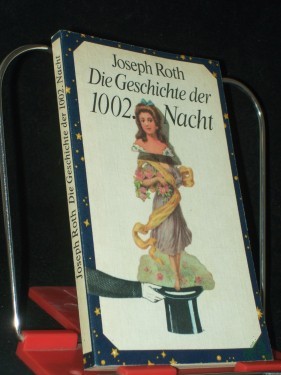 Joseph Roth
Die Geschichte der
1002. Nacht
Joseph Roth Die Geschichte der 1002. Nacht